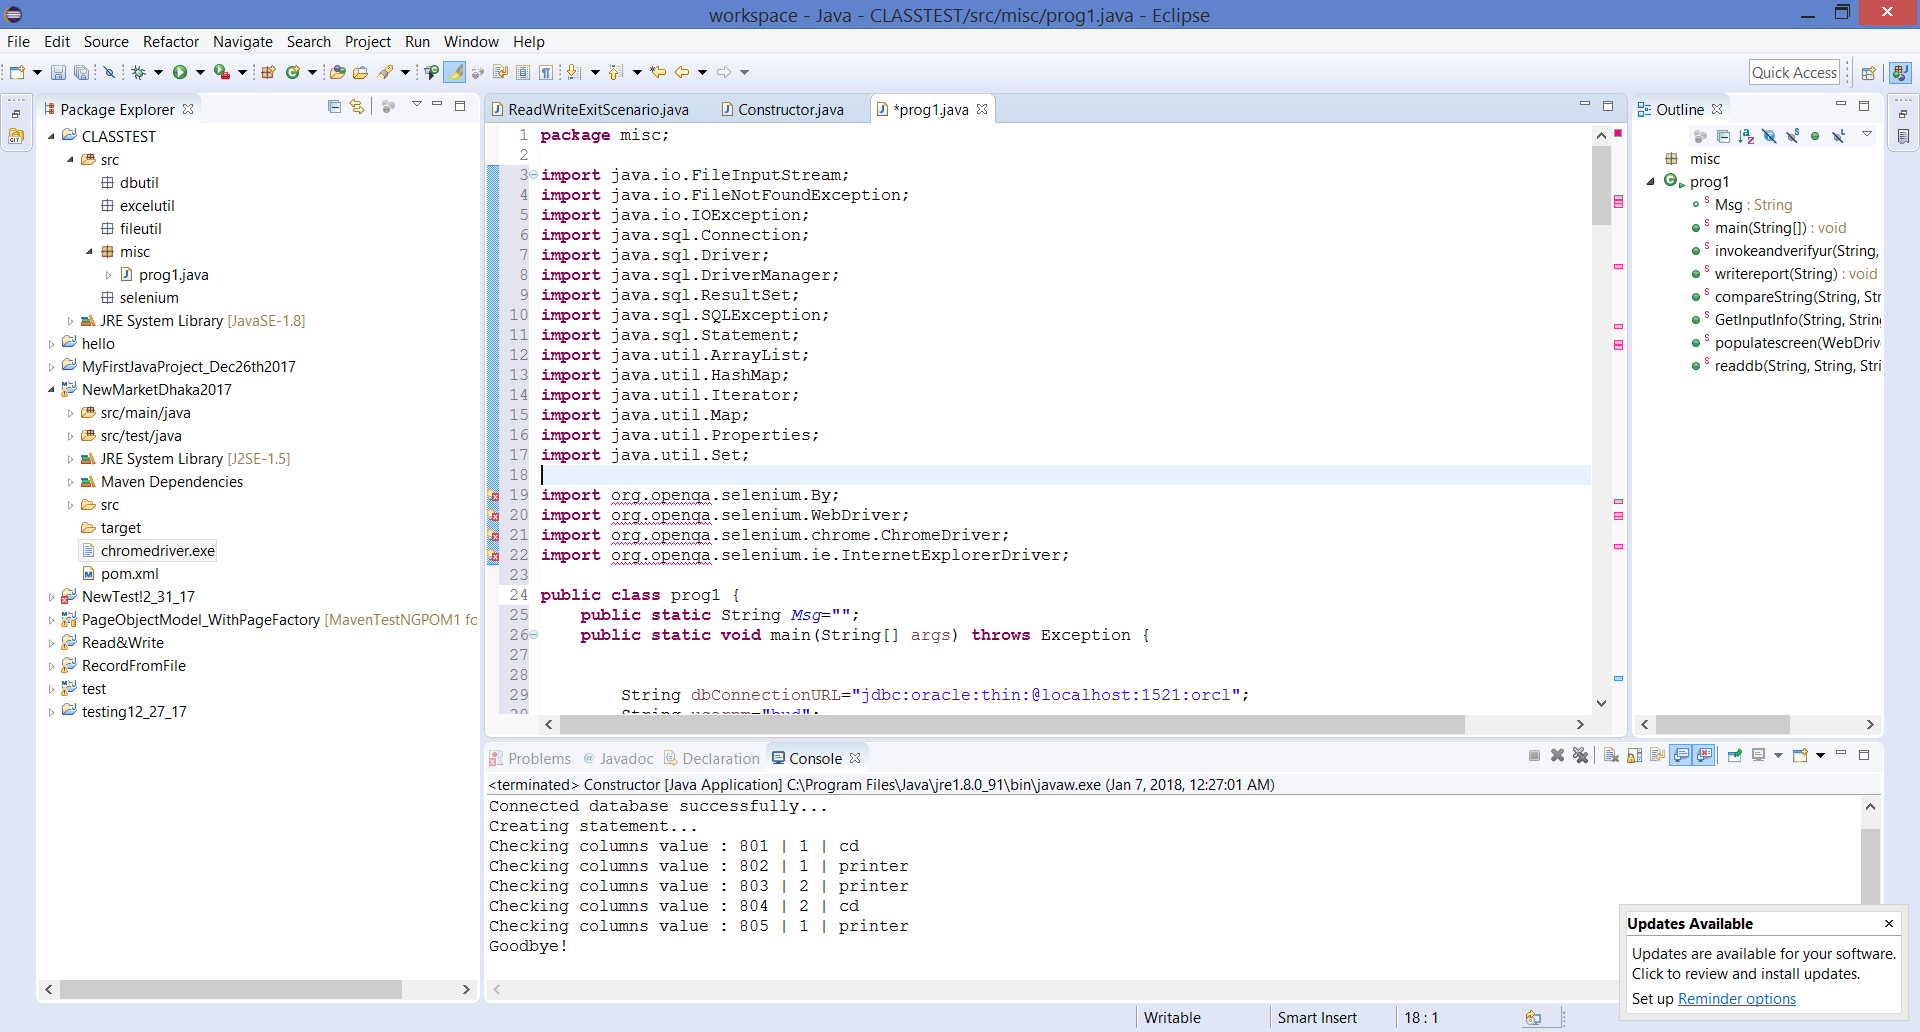 workspace - Java - CLASSTEST/src/misc/prog1.java - Eclipse
File Edit Source Refactor Navigate Search Project Run Window Help
Quick Access
Package Explorer
CLASSTEST
src
dbutil
excelutil
fileutil
misc
prog1.java
selenium
JRE System Library [JavaSE-1.8]
hello
MyFirstJavaProject_Dec26th2017
NewMarketDhaka2017
src/main/java
src/test/java
JRE System Library [J2SE-1.5]
Maven Dependencies
src
target
chromedriver.exe
pom.xml
NewTest!2_31_17
PageObjectModel_WithPageFactory [MavenTestNGPOM1 fo
Read&Write
RecordFromFile
test
testing12_27_17
ReadWriteExitScenario.java Constructor.java *prog1.java
1 package misc;
2
3 import java.io.FileInputStream;
4 import java.io.FileNotFoundException;
5 import java.io.IOException;
6 import java.sql.Connection;
7 import java.sql.Driver;
8 import java.sql.DriverManager;
9 import java.sql.ResultSet;
10 import java.sql.SQLException;
11 import java.sql.Statement;
12 import java.util.ArrayList;
13 import java.util.HashMap;
14 import java.util.Iterator;
15 import java.util.Map;
16 import java.util.Properties;
17 import java.util.Set;
18
19 import org.openqa.selenium.By;
20 import org.openqa.selenium.WebDriver;
21 import org.openqa.selenium.chrome.ChromeDriver;
22 import org.openqa.selenium.ie.InternetExplorerDriver;
23
24 public class prog1 {
25 public static String Msg="";
26 public static void main(String[] args) throws Exception {
27
28
29 String dbConnectionURL="jdbc:oracle:thin:@localhost:1521:orcl";
Outline
misc
prog1
Msg : String
main(String[]) : void
invokeandverifyur(String,
writereport(String) : void
compareString(String, Str
GetInputInfo(String, String
populatescreen(WebDriv
readdb(String, String, Stri
Problems @ Javadoc Declaration Console
<terminated> Constructor [Java Application] C:\Program Files\Java\jre1.8.0_91\bin\javaw.exe (Jan 7, 2018, 12:27:01 AM)
Connected database successfully...
Creating statement...
Checking columns value : 801 | 1 | cd
Checking columns value : 802 | 1 | printer
Checking columns value : 803 | 2 | printer
Checking columns value : 804 | 2 | cd
Checking columns value : 805 | 1 | printer
Goodbye!
Updates Available
Updates are available for your software.
Click to review and install updates.
Set up Reminder options
Writable Smart Insert 18 : 1